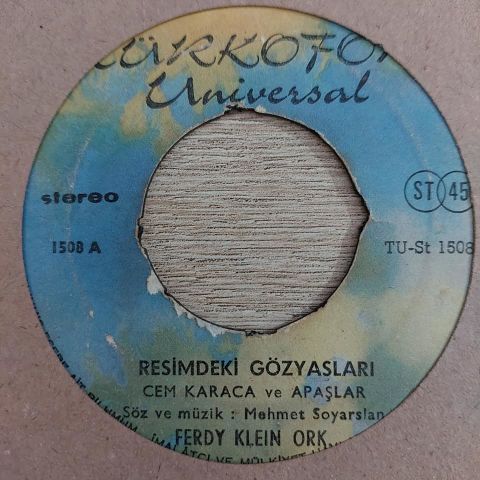 Universal
stereo
ST 45
1508 A
TU-St 1508
RESİMDEKİ GÖZYASLARI
CEM KARACA ve APAŞLAR
Söz ve müzik : Mehmet Soyarslan
FERDY KLEIN ORK.